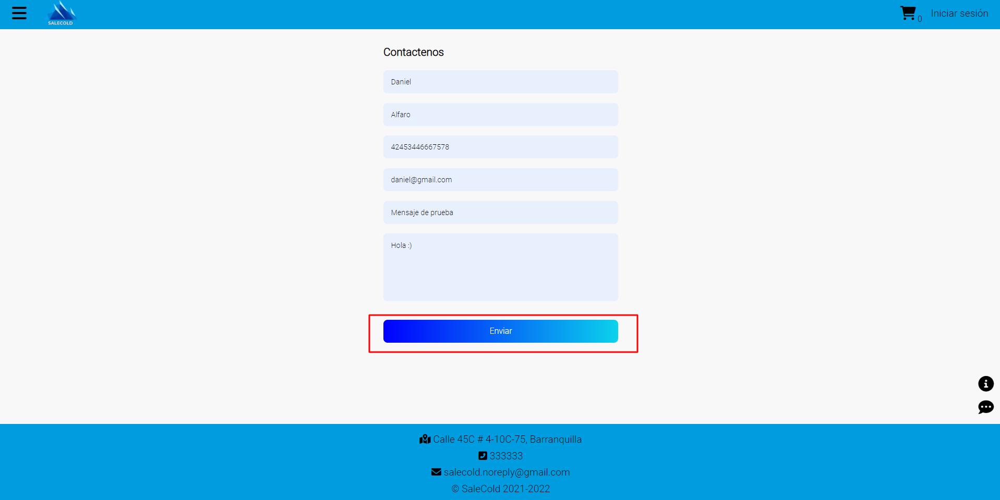 SALECOLD
0
Iniciar sesión
Contactenos
Daniel
Alfaro
42453446667578
daniel@gmail.com
Mensaje de prueba
Hola :)
Enviar
Calle 45C # 4-10C-75, Barranquilla
333333
salecold.noreply@gmail.com
© SaleCold 2021-2022